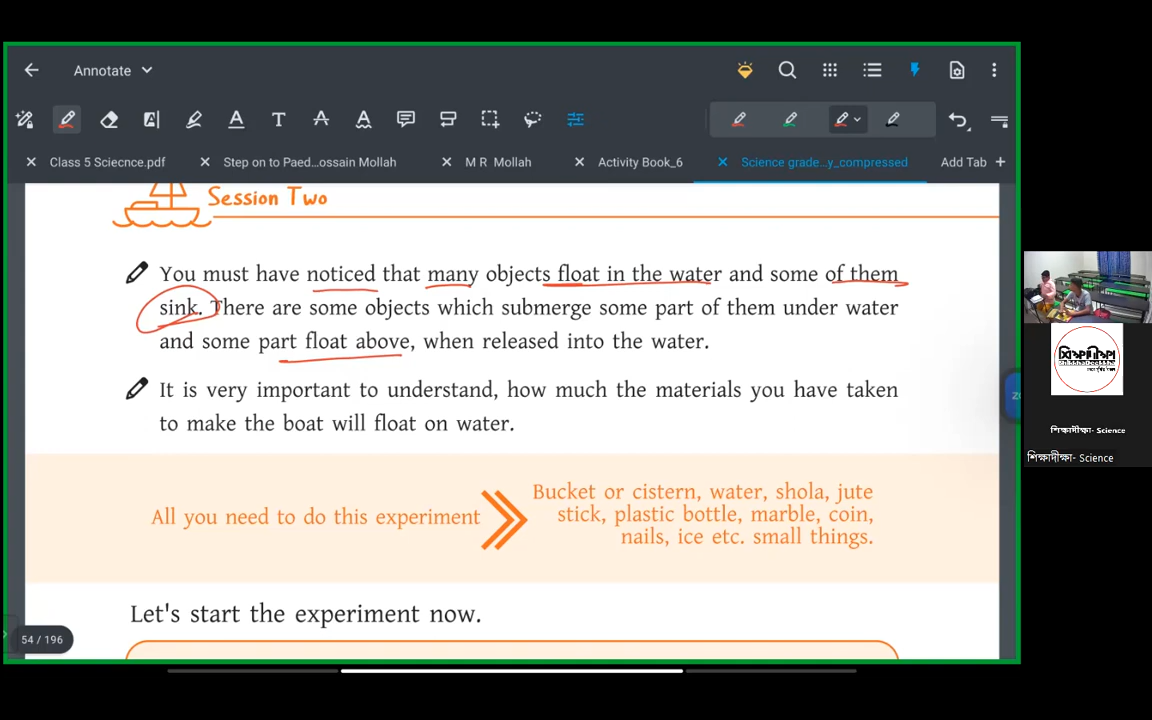 Annotate
Class 5 Sciecnce.pdf
Step on to Paed...ossain Mollah
M R Mollah
Activity Book_6
Science grade...y_compressed
Add Tab
Session Two
You must have noticed that many objects float in the water and some of them
sink. There are some objects which submerge some part of them under water
and some part float above, when released into the water.
It is very important to understand, how much the materials you have taken
to make the boat will float on water.
All you need to do this experiment
Bucket or cistern, water, shola, jute
stick, plastic bottle, marble, coin,
nails, ice etc. small things.
Let's start the experiment now.
54 / 196
শিক্ষাদীক্ষা
শিক্ষাদীক্ষা- Science
শিক্ষাদীক্ষা- Science